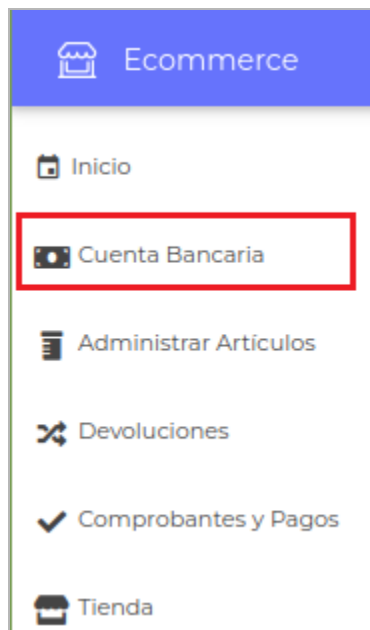 Ecommerce
Inicio
Cuenta Bancaria
Administrar Artículos
Devoluciones
Comprobantes y Pagos
Tienda